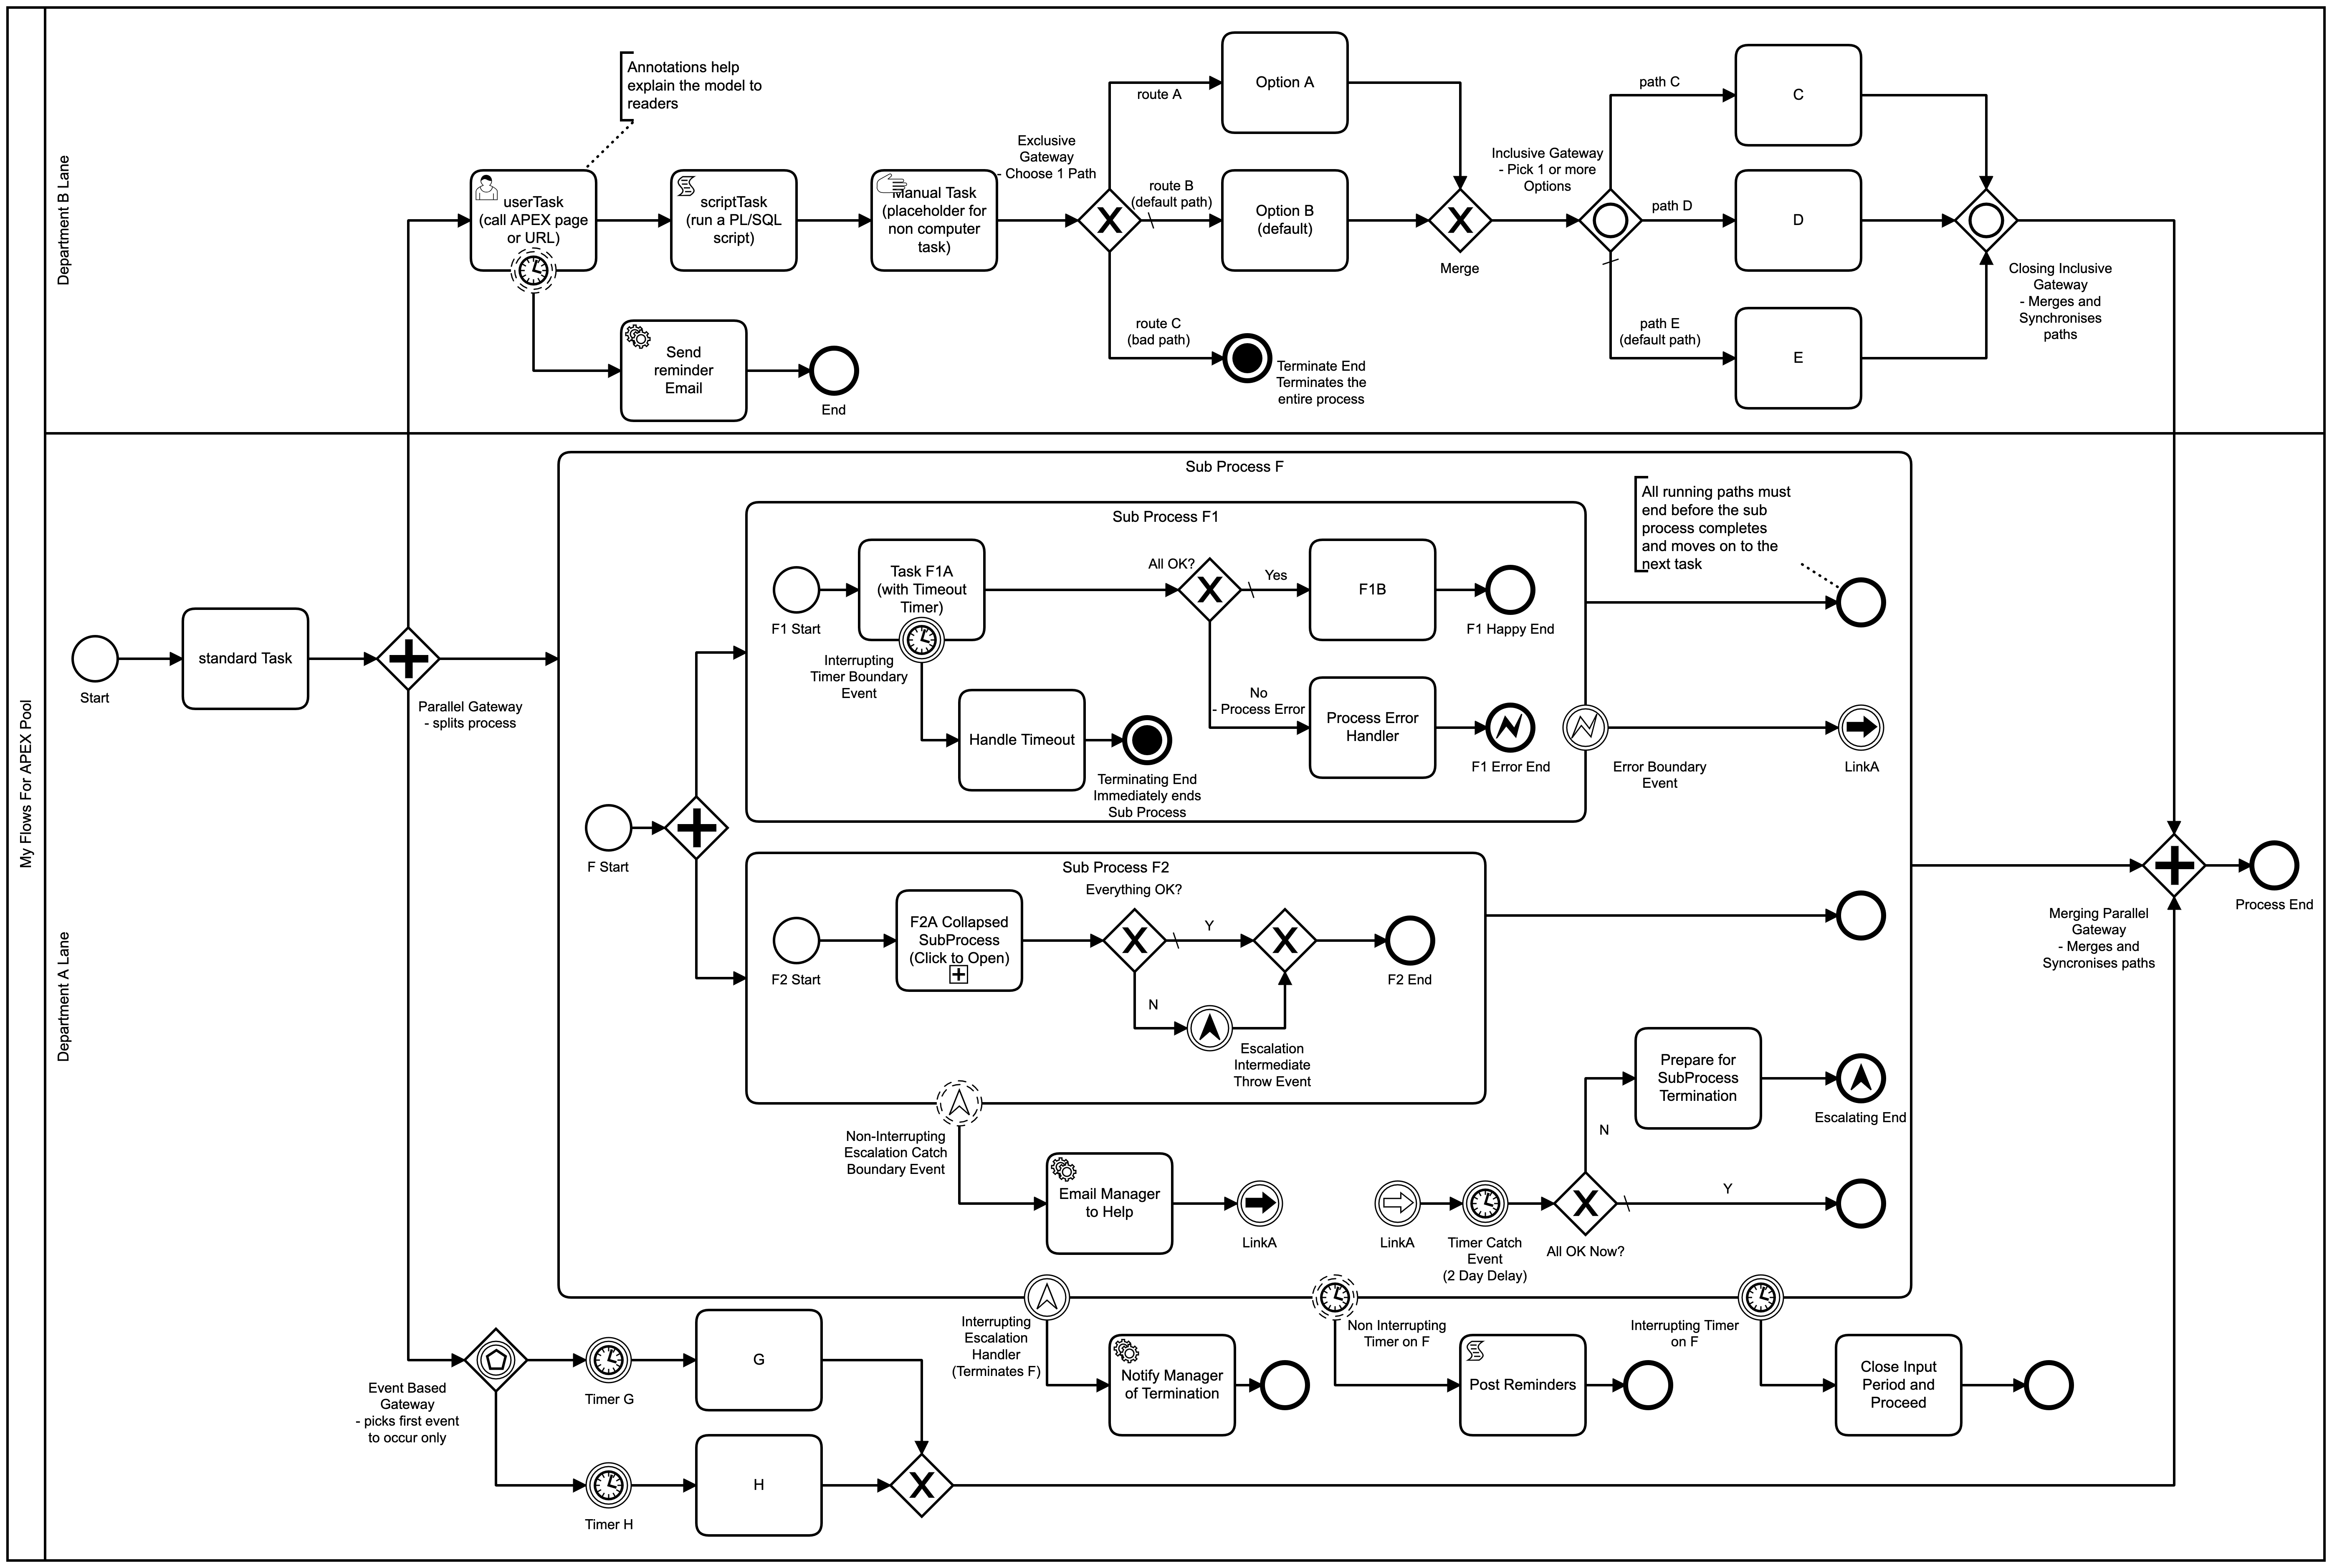 My Flows For APEX Pool
Department B Lane
Annotations help
explain the model to
readers
userTask
(call APEX page
or URL)
scriptTask
(run a PL/SQL
script)
Manual Task
(placeholder for
non computer
task)
Send
reminder
Email
End
Exclusive
Gateway
- Choose 1 Path
route A
route B
(default path)
route C
(bad path)
Option A
Option B
(default)
Terminate End
Terminates the
entire process
Merge
Inclusive Gateway
- Pick 1 or more
Options
path C
path D
path E
(default path)
C
D
E
Closing Inclusive
Gateway
- Merges and
Synchronises
paths
Department A Lane
Start
standard Task
Parallel Gateway
- splits process
Sub Process F
F Start
Sub Process F1
F1 Start
Task F1A
(with Timeout
Timer)
Interrupting
Timer Boundary
Event
Handle Timeout
Terminating End
Immediately ends
Sub Process
All OK?
Yes
No
- Process Error
F1B
F1 Happy End
Process Error
Handler
F1 Error End
Error Boundary
Event
LinkA
All running paths must
end before the sub
process completes
and moves on to the
next task
Sub Process F2
F2 Start
F2A Collapsed
SubProcess
(Click to Open)
Everything OK?
Y
N
Escalation
Intermediate
Throw Event
F2 End
Non-Interrupting
Escalation Catch
Boundary Event
Email Manager
to Help
LinkA
LinkA
Timer Catch
Event
(2 Day Delay)
All OK Now?
N
Y
Prepare for
SubProcess
Termination
Escalating End
Interrupting
Escalation
Handler
(Terminates F)
Notify Manager
of Termination
Non Interrupting
Timer on F
Post Reminders
Interrupting Timer
on F
Close Input
Period and
Proceed
Event Based
Gateway
- picks first event
to occur only
Timer G
G
Timer H
H
Merging Parallel
Gateway
- Merges and
Syncronises paths
Process End